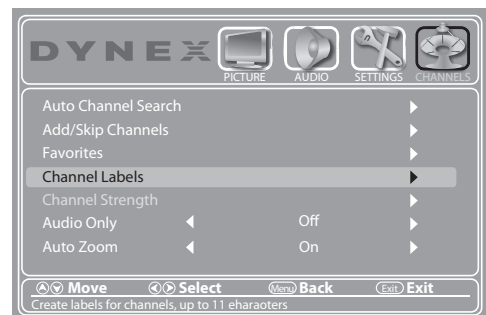 DYNEX
PICTURE AUDIO SETTINGS CHANNELS
Auto Channel Search
Add/Skip Channels
Favorites
Channel Labels
Channel Strength
Audio Only Off
Auto Zoom On
Move Select Menu Back Exit Exit
Create labels for channels, up to 11 eharaoters